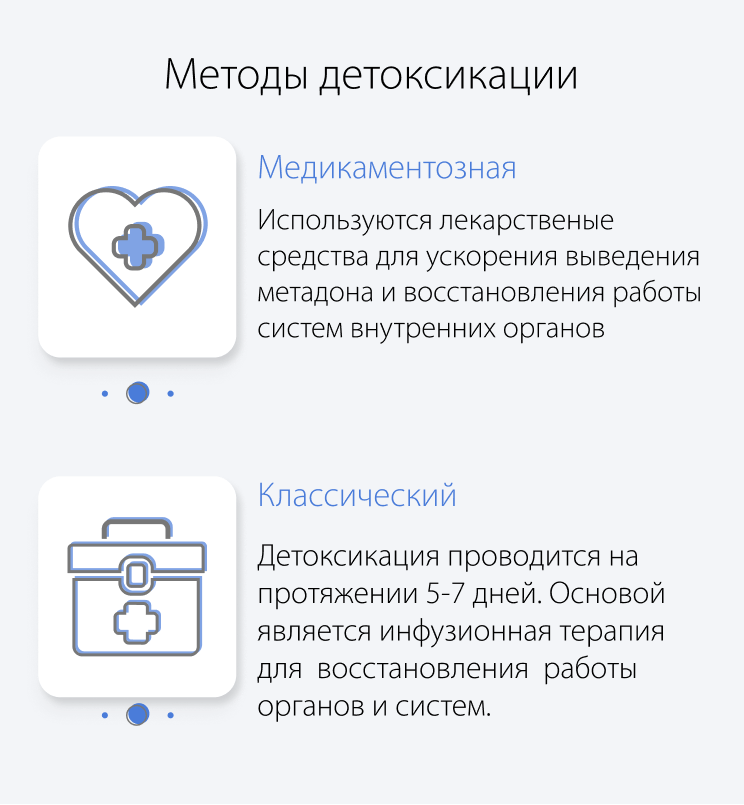 Методы детоксикации
Медикаментозная
Используются лекарственые
средства для ускорения выведения
метадона и восстановления работы
систем внутренних органов
Классический
Детоксикация проводится на
протяжении 5-7 дней. Основой
является инфузионная терапия
для восстановления работы
органов и систем.